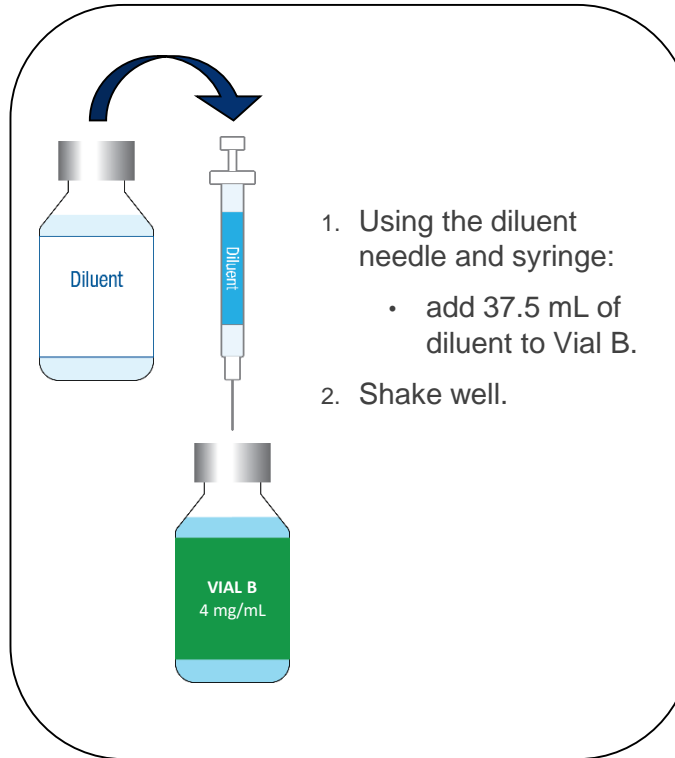 Diluent
Diluent
1. Using the diluent
needle and syringe:
• add 37.5 mL of
diluent to Vial B.
2. Shake well.
VIAL B
4 mg/mL